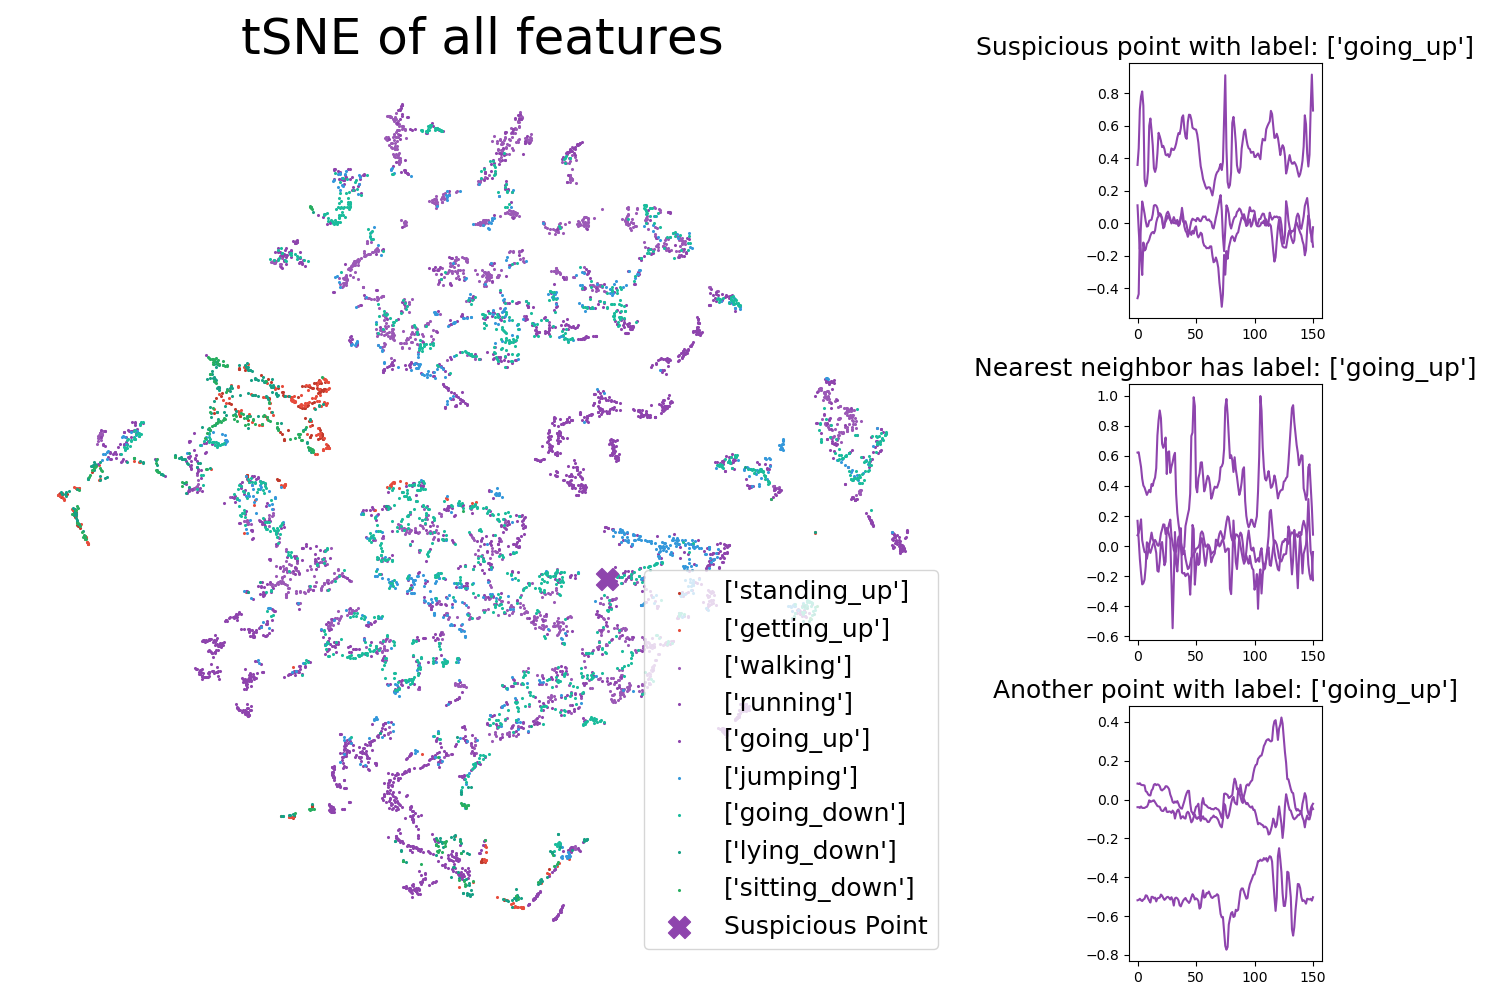 tSNE of all features
['standing_up']
['getting_up']
['walking']
['running']
['going_up']
['jumping']
['going_down']
['lying_down']
['sitting_down']
Suspicious Point
Suspicious point with label: ['going_up']
0.8
0.6
0.4
0.2
0.0
−0.2
−0.4
0 50 100 150
Nearest neighbor has label: ['going_up']
1.0
0.8
0.6
0.4
0.2
0.0
−0.2
−0.4
−0.6
0 50 100 150
Another point with label: ['going_up']
0.4
0.2
0.0
−0.2
−0.4
−0.6
−0.8
0 50 100 150